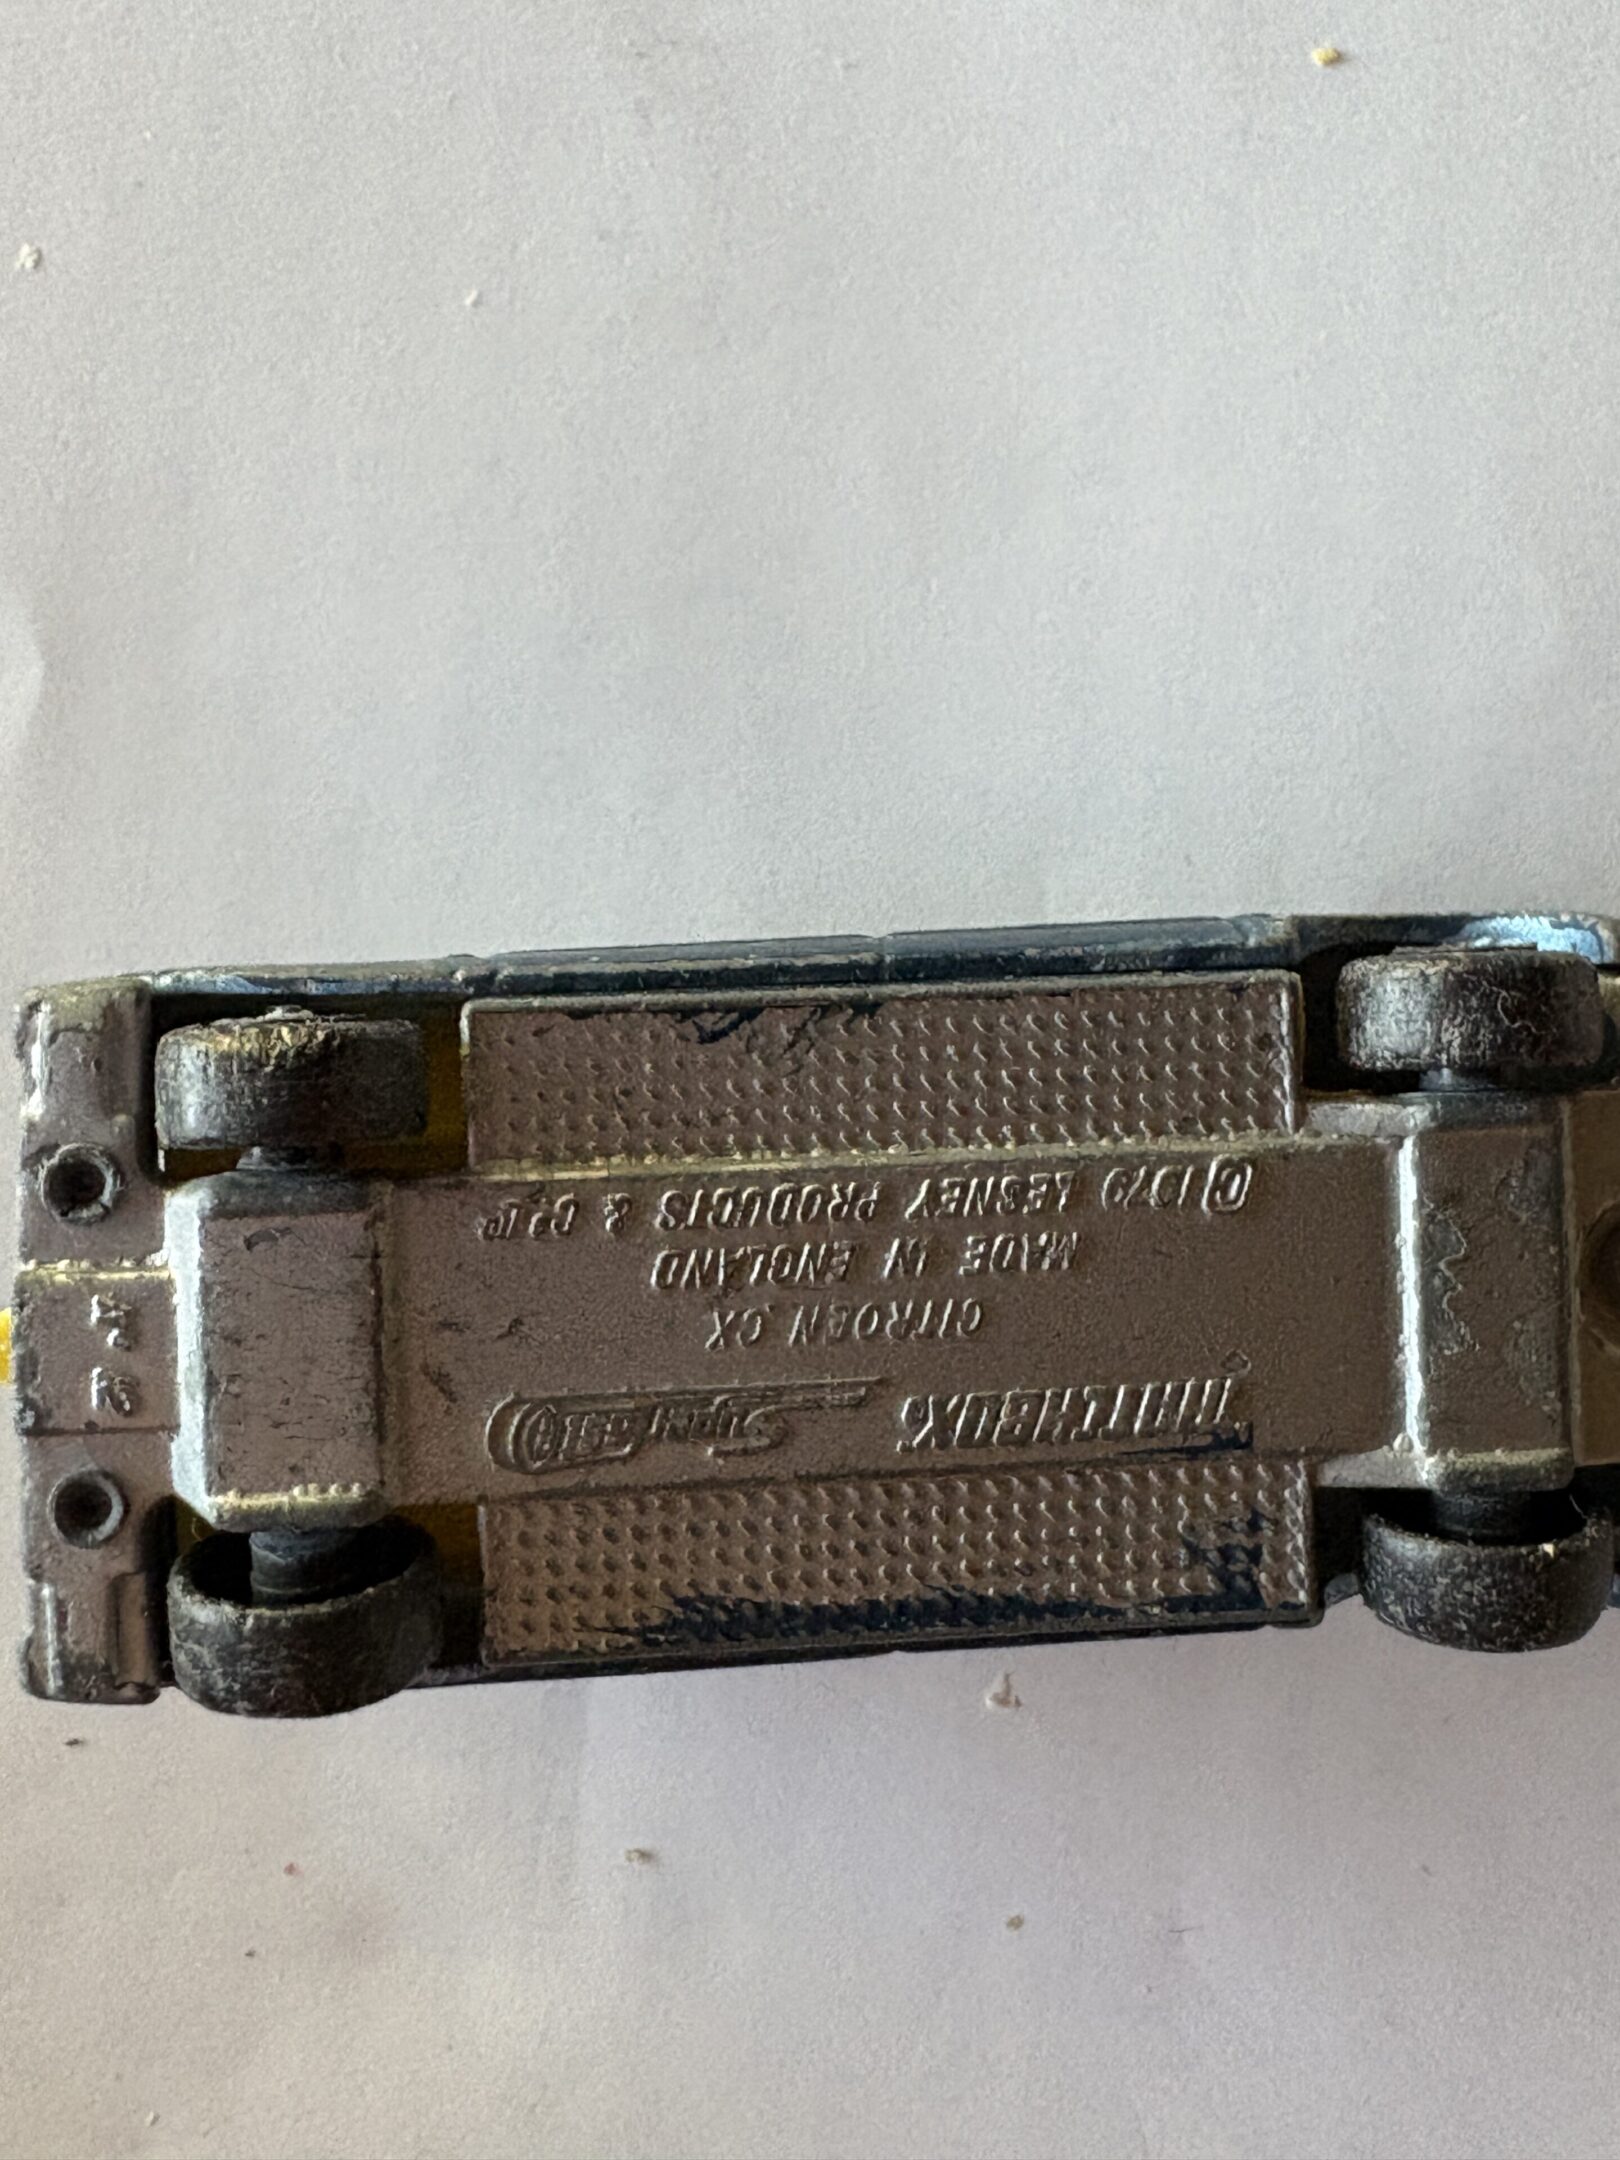 "MATCHBOX" Superfast
CITROEN CX
MADE IN ENGLAND
© 1979 LESNEY PRODUCTS & Cº Lᵀᴰ